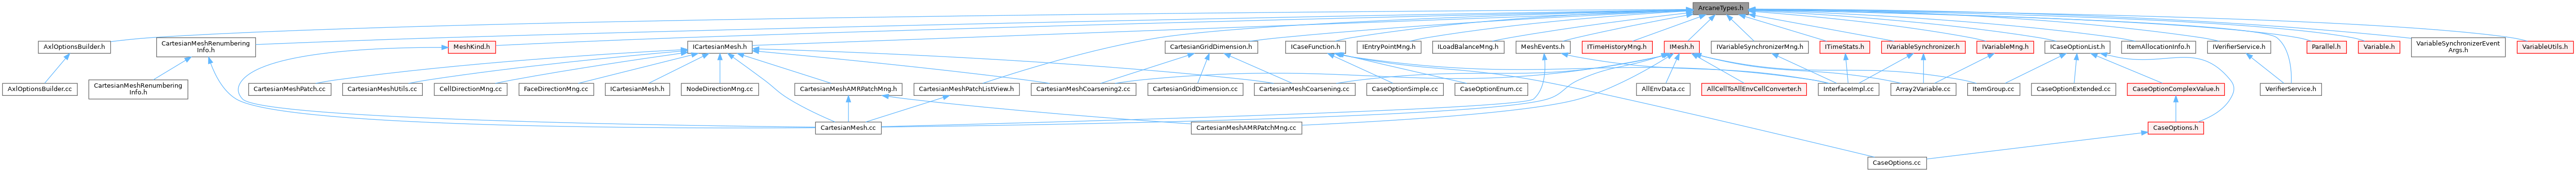 ArcaneTypes.h
AxlOptionsBuilder.h
CartesianMeshRenumbering
Info.h
MeshKind.h
ICartesianMesh.h
CartesianGridDimension.h
ICaseFunction.h
IEntryPointMng.h
ILoadBalanceMng.h
MeshEvents.h
ITimeHistoryMng.h
IMesh.h
IVariableSynchronizerMng.h
ITimeStats.h
IVariableSynchronizer.h
IVariableMng.h
ICaseOptionList.h
ItemAllocationInfo.h
IVerifierService.h
Parallel.h
Variable.h
VariableSynchronizerEvent
Args.h
VariableUtils.h
AxlOptionsBuilder.cc
CartesianMeshRenumbering
Info.h
CartesianMeshPatch.cc
CartesianMeshUtils.cc
CellDirectionMng.cc
FaceDirectionMng.cc
ICartesianMesh.h
NodeDirectionMng.cc
CartesianMeshAMRPatchMng.h
CartesianMeshPatchListView.h
CartesianMeshCoarsening2.cc
CartesianGridDimension.cc
CartesianMeshCoarsening.cc
CaseOptionSimple.cc
CaseOptionEnum.cc
AllEnvData.cc
AllCellToAllEnvCellConverter.h
InterfaceImpl.cc
Array2Variable.cc
ItemGroup.cc
CaseOptionExtended.cc
CaseOptionComplexValue.h
VerifierService.h
CartesianMesh.cc
CartesianMeshAMRPatchMng.cc
CaseOptions.h
CaseOptions.cc